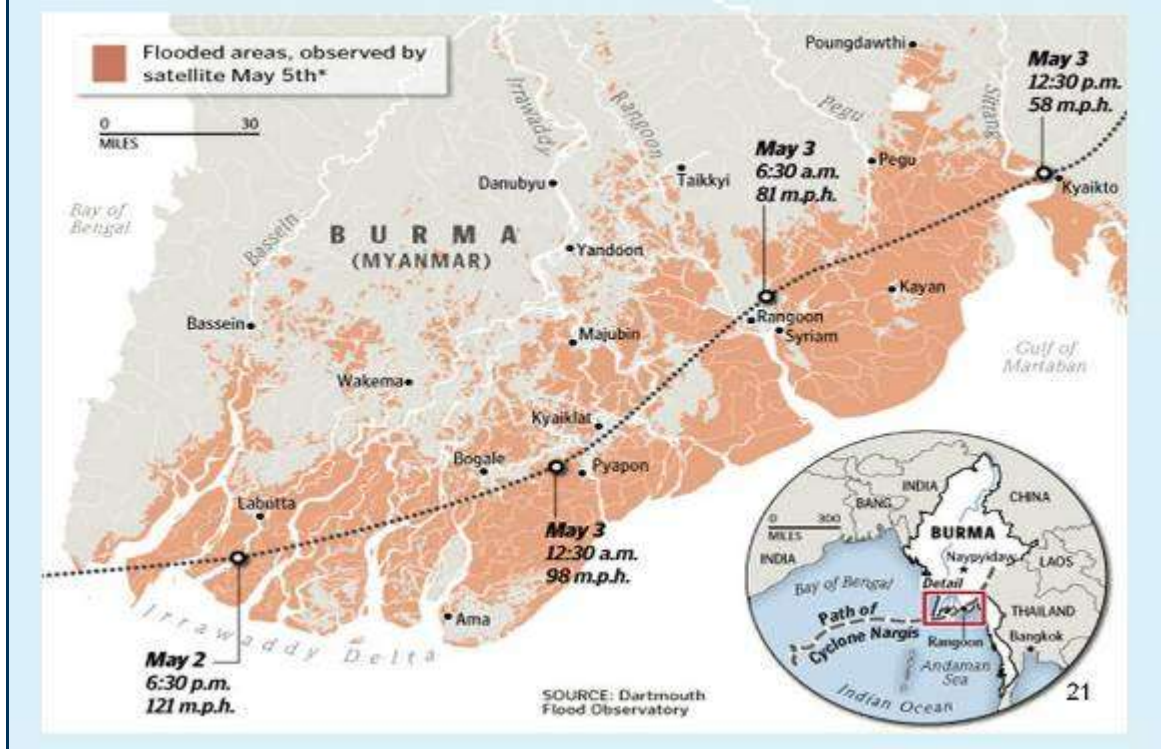 Flooded areas, observed by
satellite May 5th*
0 30
MILES
Poungdawthi
May 3
12:30 p.m.
58 m.p.h.
Irrawaddy
Rangoon
Pegu
Sittang
May 3
6:30 a.m.
81 m.p.h.
Pegu
Kyaikto
Danubyu
Taikkyi
Bay of
Bengal
Bassein
BURMA
(MYANMAR)
Yandoon
Kayan
Bassein
Majubin
Rangoon
Syriam
Gulf of
Martaban
Wakema
Kyaiklat
Bogale
Pyapon
Labutta
May 3
12:30 a.m.
98 m.p.h.
Ama
Irrawaddy Delta
May 2
6:30 p.m.
121 m.p.h.
SOURCE: Dartmouth
Flood Observatory
INDIA
CHINA
BANG.
0 300
MILES
BURMA
Naypyidaw
INDIA
LAOS
Bay of Bengal
Detail
Path of
Cyclone Nargis
THAILAND
Rangoon
Bangkok
Andaman
Sea
Indian Ocean
21